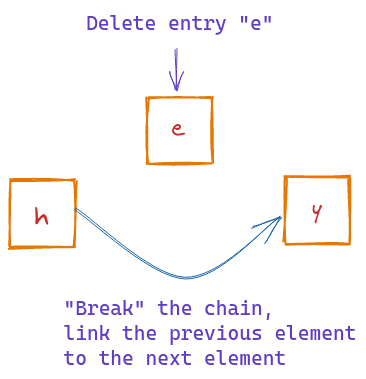 Delete entry "e"
e
h
y
"Break" the chain,
link the previous element
to the next element